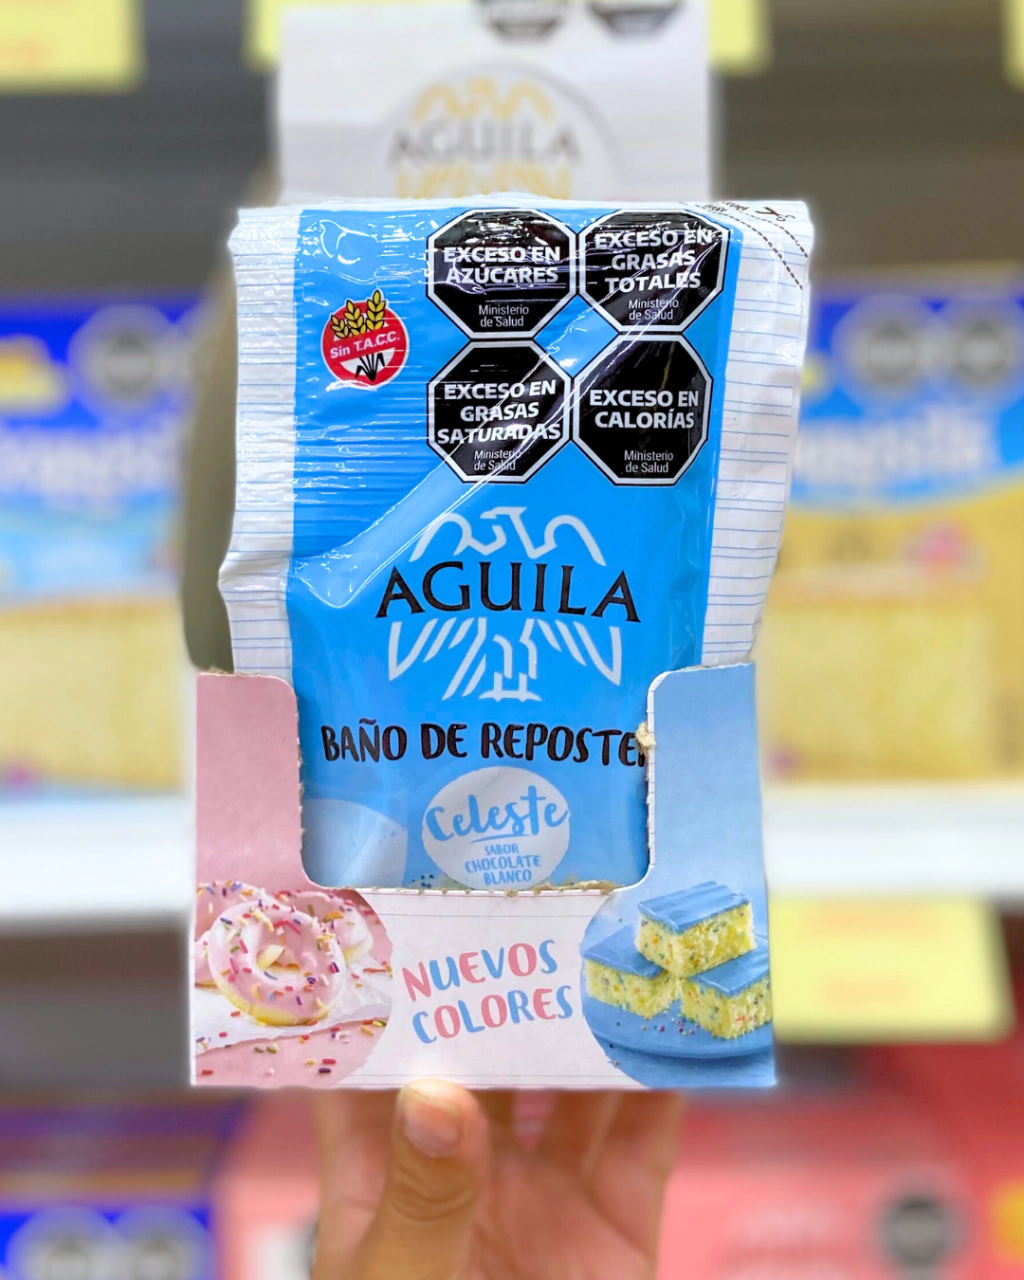 AGUILA
EXCESO EN
AZÚCARES
Ministerio
de Salud
EXCESO EN
GRASAS
TOTALES
Ministerio
de Salud
Sin T.A.C.C.
EXCESO EN
GRASAS
SATURADAS
Ministerio
de Salud
EXCESO EN
CALORÍAS
Ministerio
de Salud
AGUILA
BAÑO DE REPOSTE
Celeste
SABOR
CHOCOLATE
BLANCO
NUEVOS
COLORES